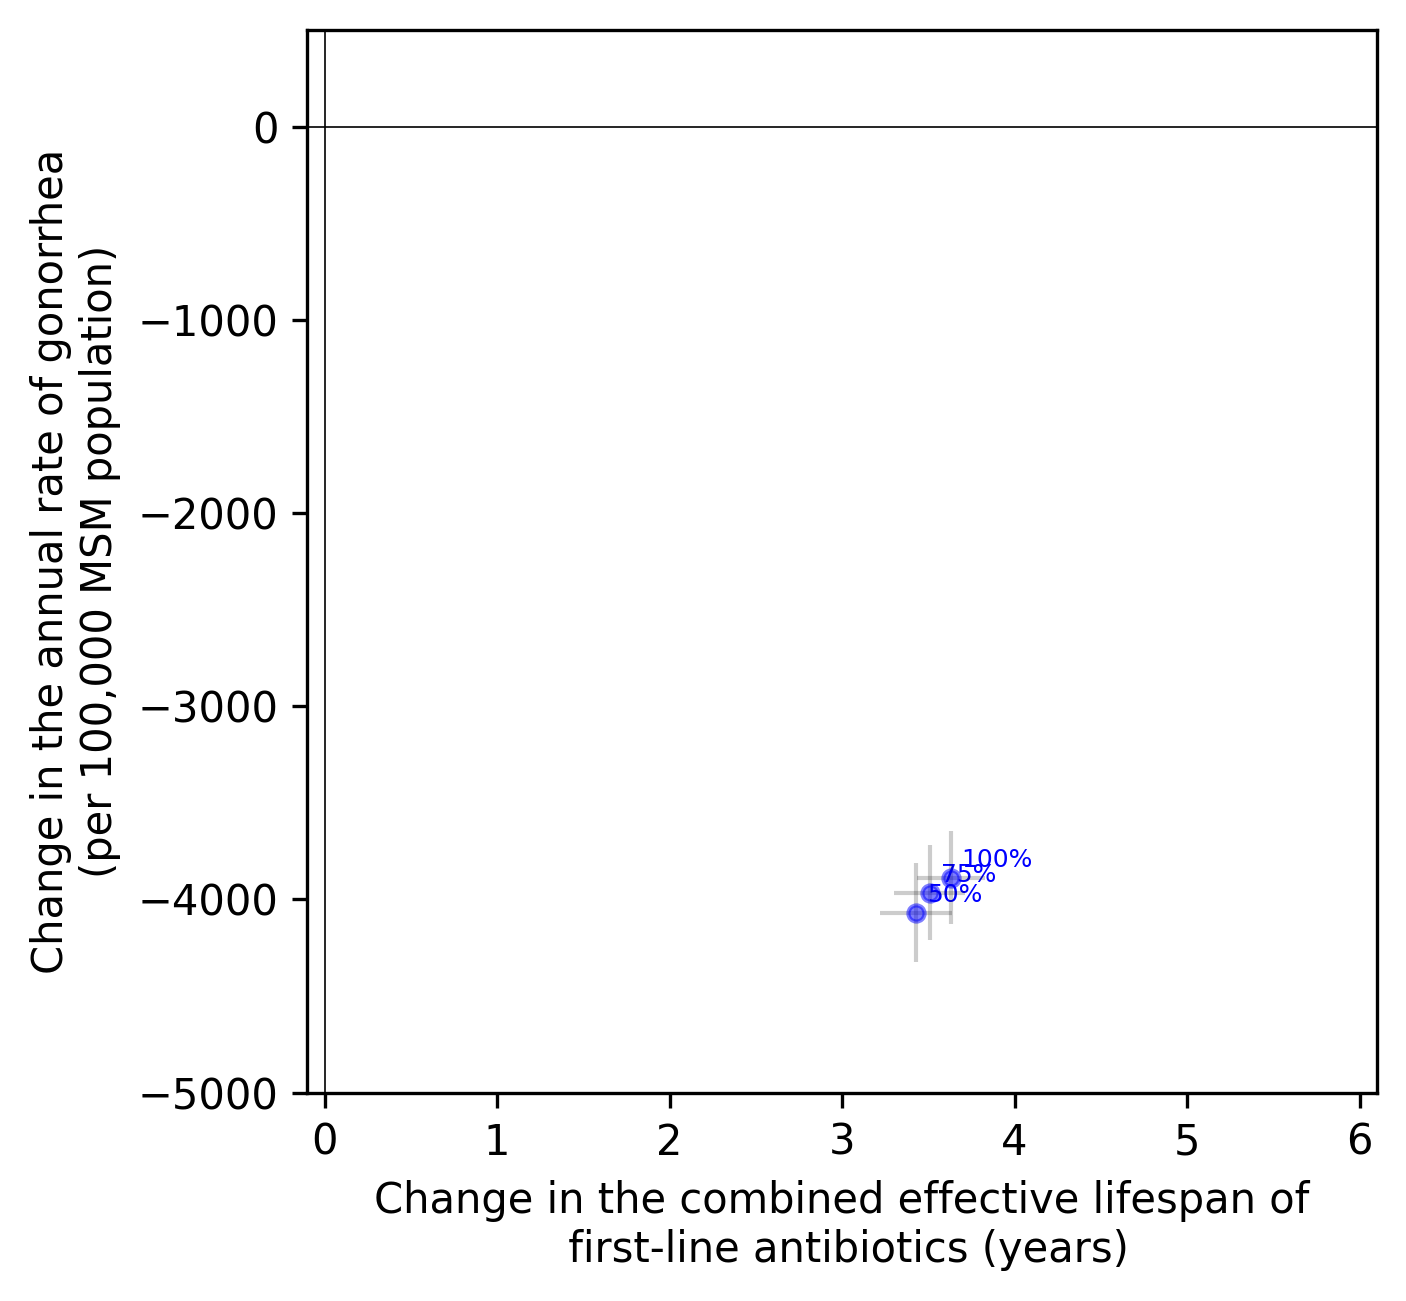 Change in the annual rate of gonorrhea
(per 100,000 MSM population)
0
−1000
−2000
−3000
−4000
−5000
100%
75%
50%
0 1 2 3 4 5 6
Change in the combined effective lifespan of
first-line antibiotics (years)